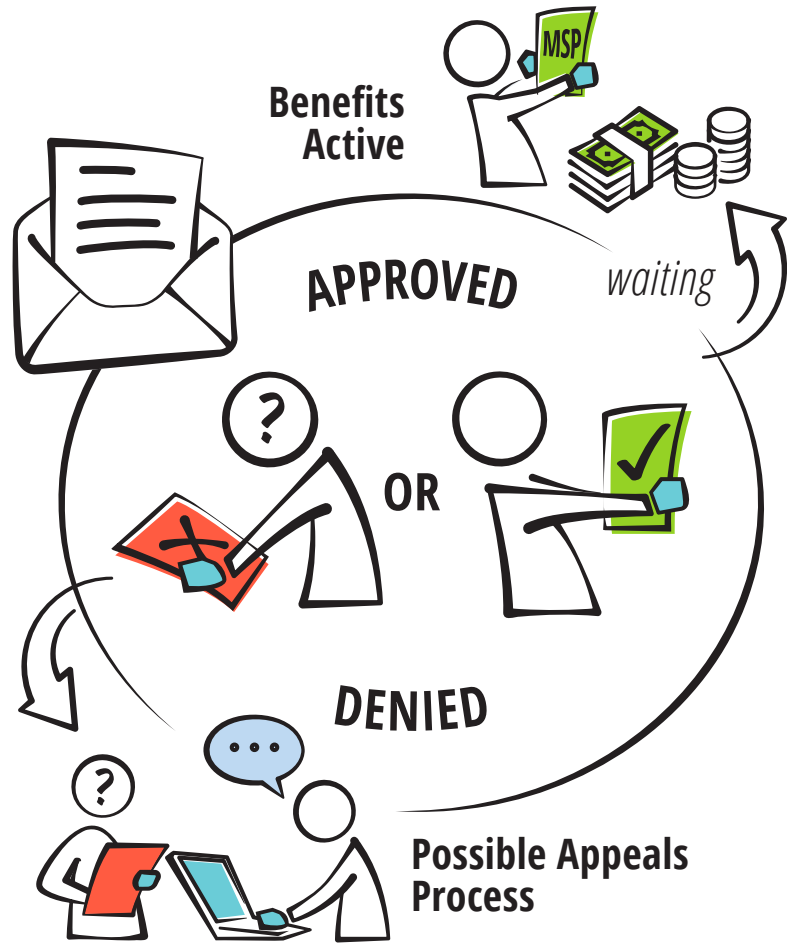 MSP
Benefits
Active
APPROVED
waiting
?
OR
DENIED
?
Possible Appeals
Process